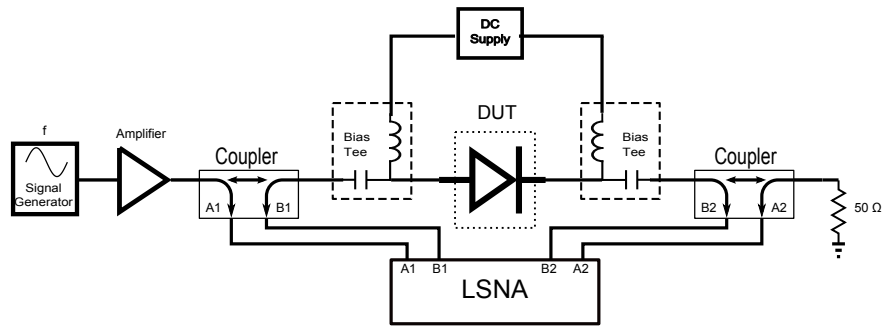 DC
Supply
DUT
f
Amplifier
Bias
Tee
Bias
Tee
Coupler
Coupler
Signal
Generator
A1
B1
B2
A2
50 Ω
A1
B1
B2
A2
LSNA